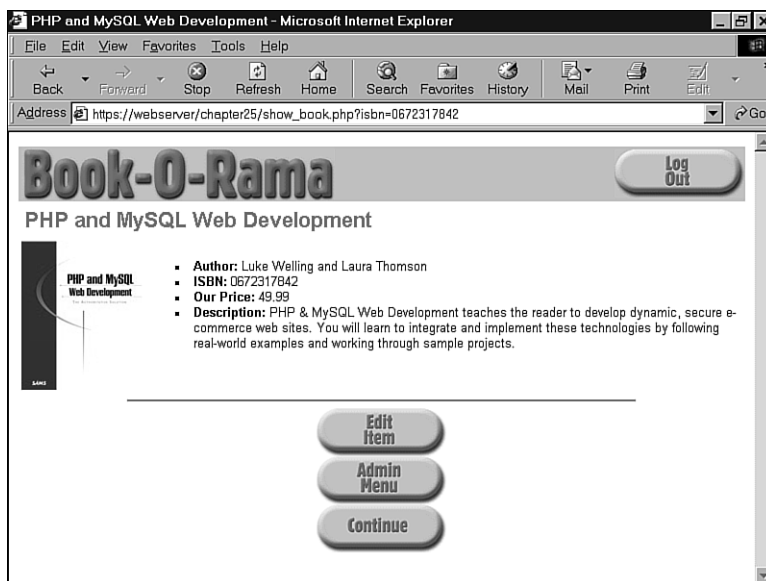 PHP and MySQL Web Development - Microsoft Internet Explorer
File Edit View Favorites Tools Help
Back Forward Stop Refresh Home Search Favorites History Mail Print Edit
Address https://webserver/chapter25/show_book.php?isbn=0672317842 Go
Book-O-Rama
Log
Out
PHP and MySQL Web Development
PHP and MySQL
Web Development
SAMS
Author: Luke Welling and Laura Thomson
ISBN: 0672317842
Our Price: 49.99
Description: PHP & MySQL Web Development teaches the reader to develop dynamic, secure e-
commerce web sites. You will learn to integrate and implement these technologies by following
real-world examples and working through sample projects.
Edit
Item
Admin
Menu
Continue